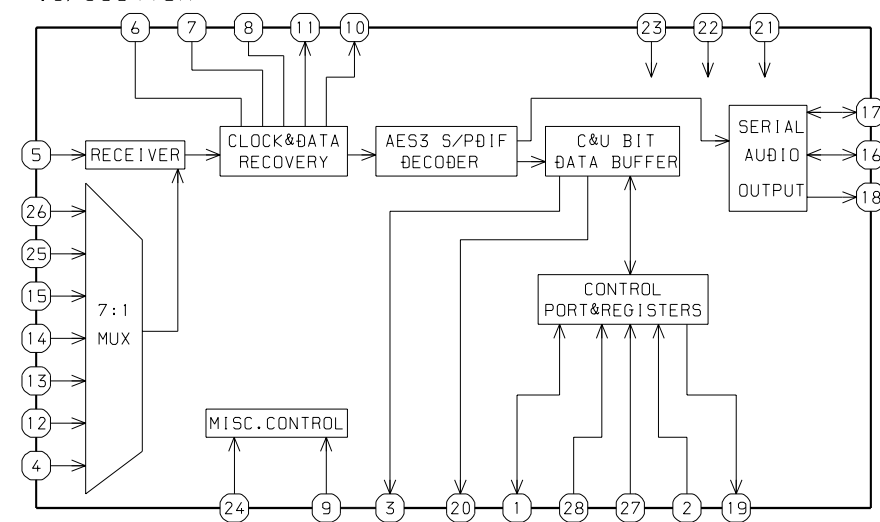 6 7 8 11 10 23 22 21
5 RECEIVER
CLOCK&DATA
RECOVERY
AES3 S/PDIF
DECODER
C&U BIT
DATA BUFFER
SERIAL
AUDIO
OUTPUT
17
16
18
26
25
15
14
13
12
4
7:1
MUX
CONTROL
PORT&REGISTERS
MISC.CONTROL
24 9 3 20 1 28 27 2 19